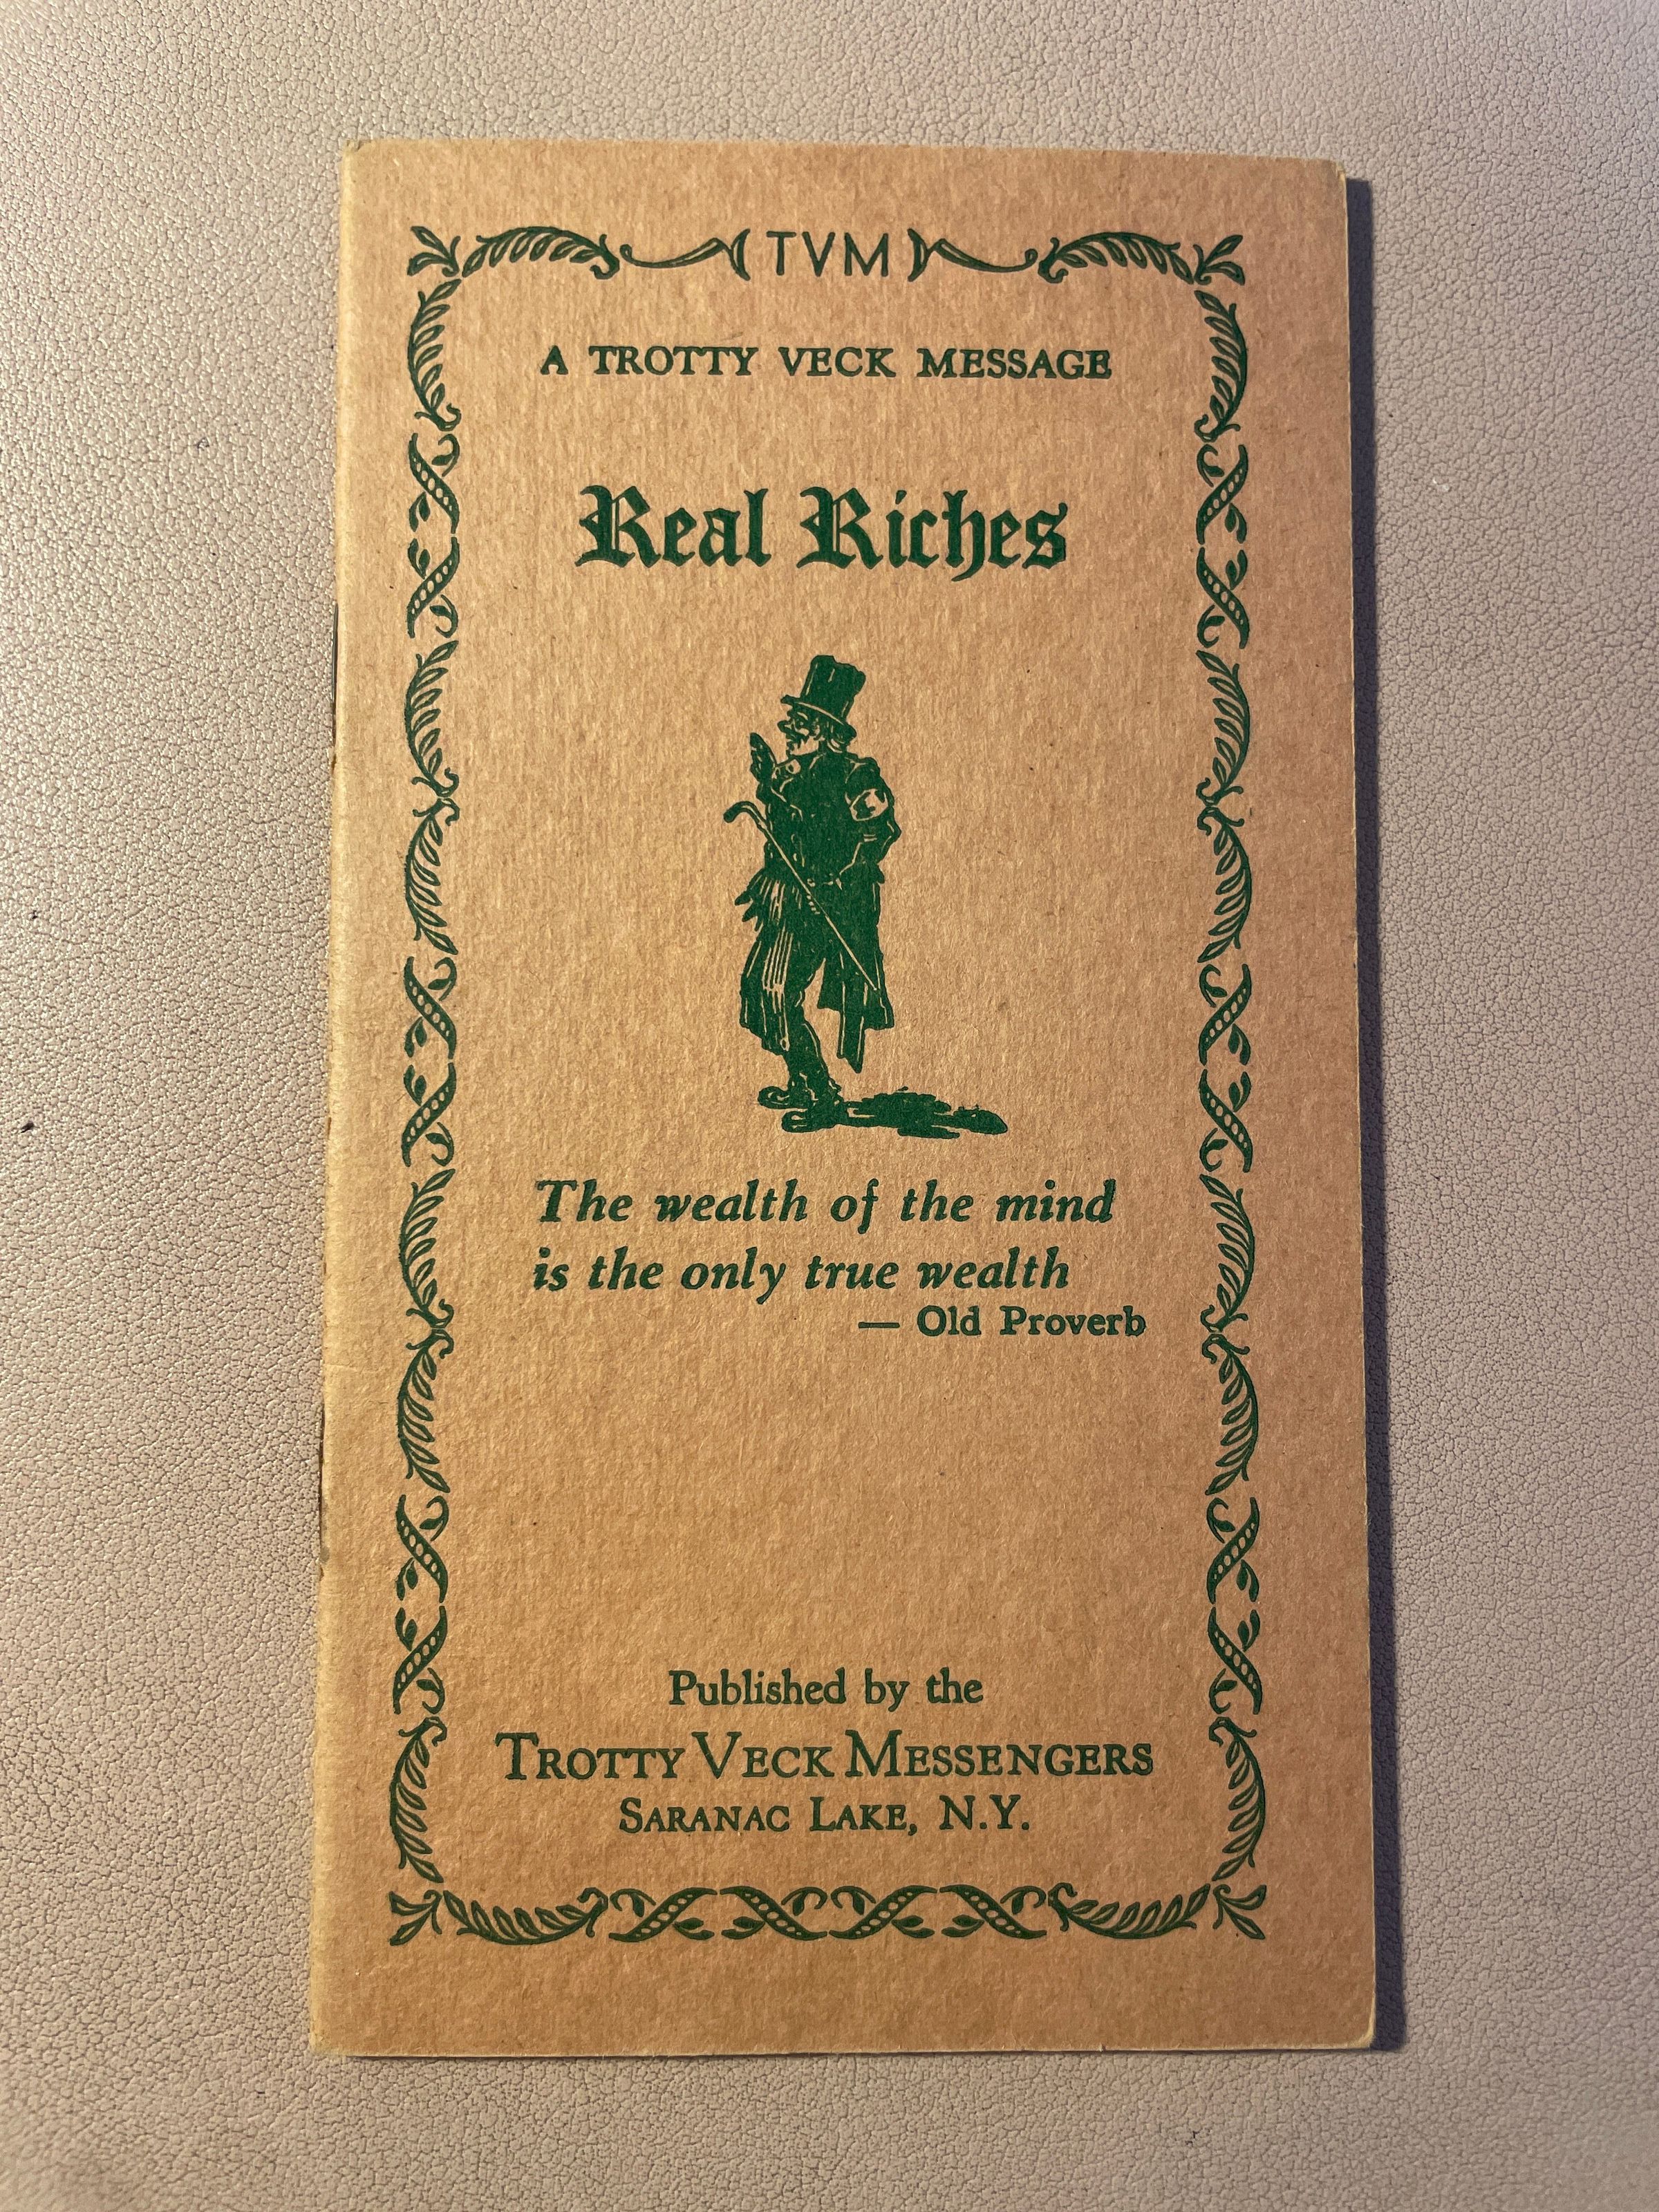 TVM
A TROTTY VECK MESSAGE
Real Riches
The wealth of the mind
is the only true wealth
— Old Proverb
Published by the
TROTTY VECK MESSENGERS
SARANAC LAKE, N.Y.